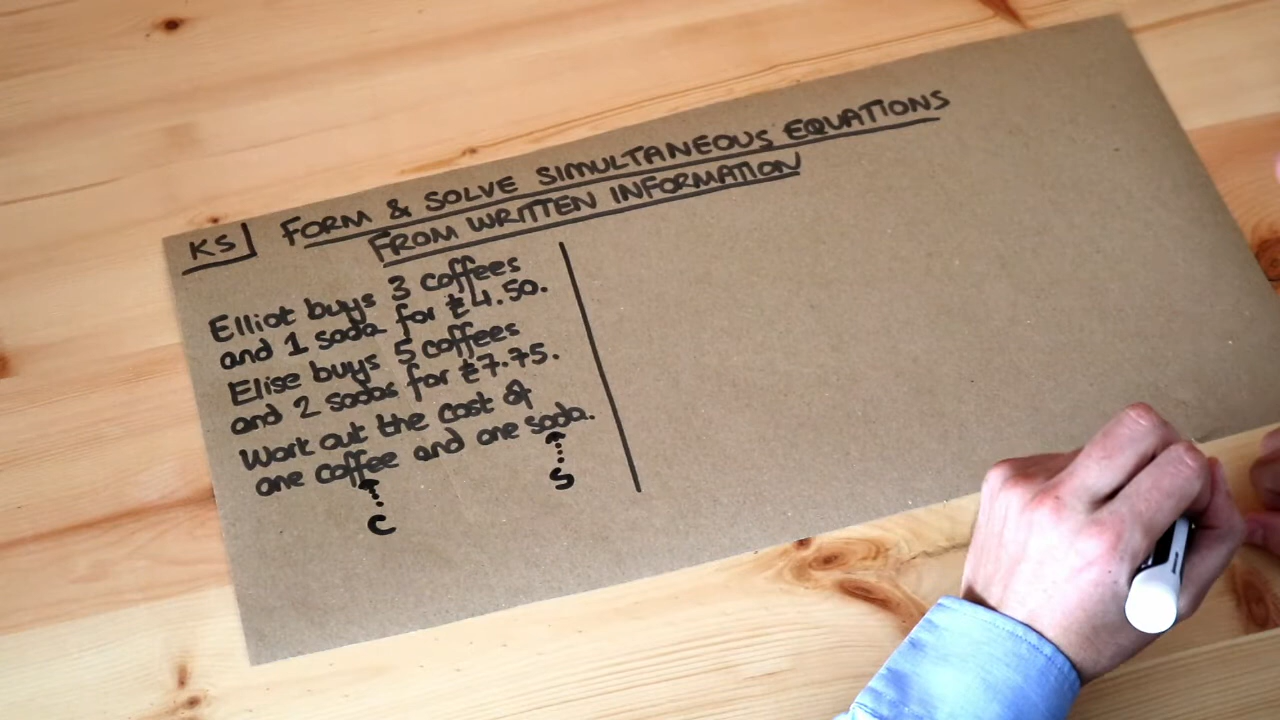 KS
FORM & SOLVE SIMULTANEOUS EQUATIONS
FROM WRITTEN INFORMATION
Elliot buys 3 coffees
and 1 soda for £4.50.
Elise buys 5 coffees
and 2 sodas for £7.75.
Work out the cost of
one coffee and one soda.
C
S